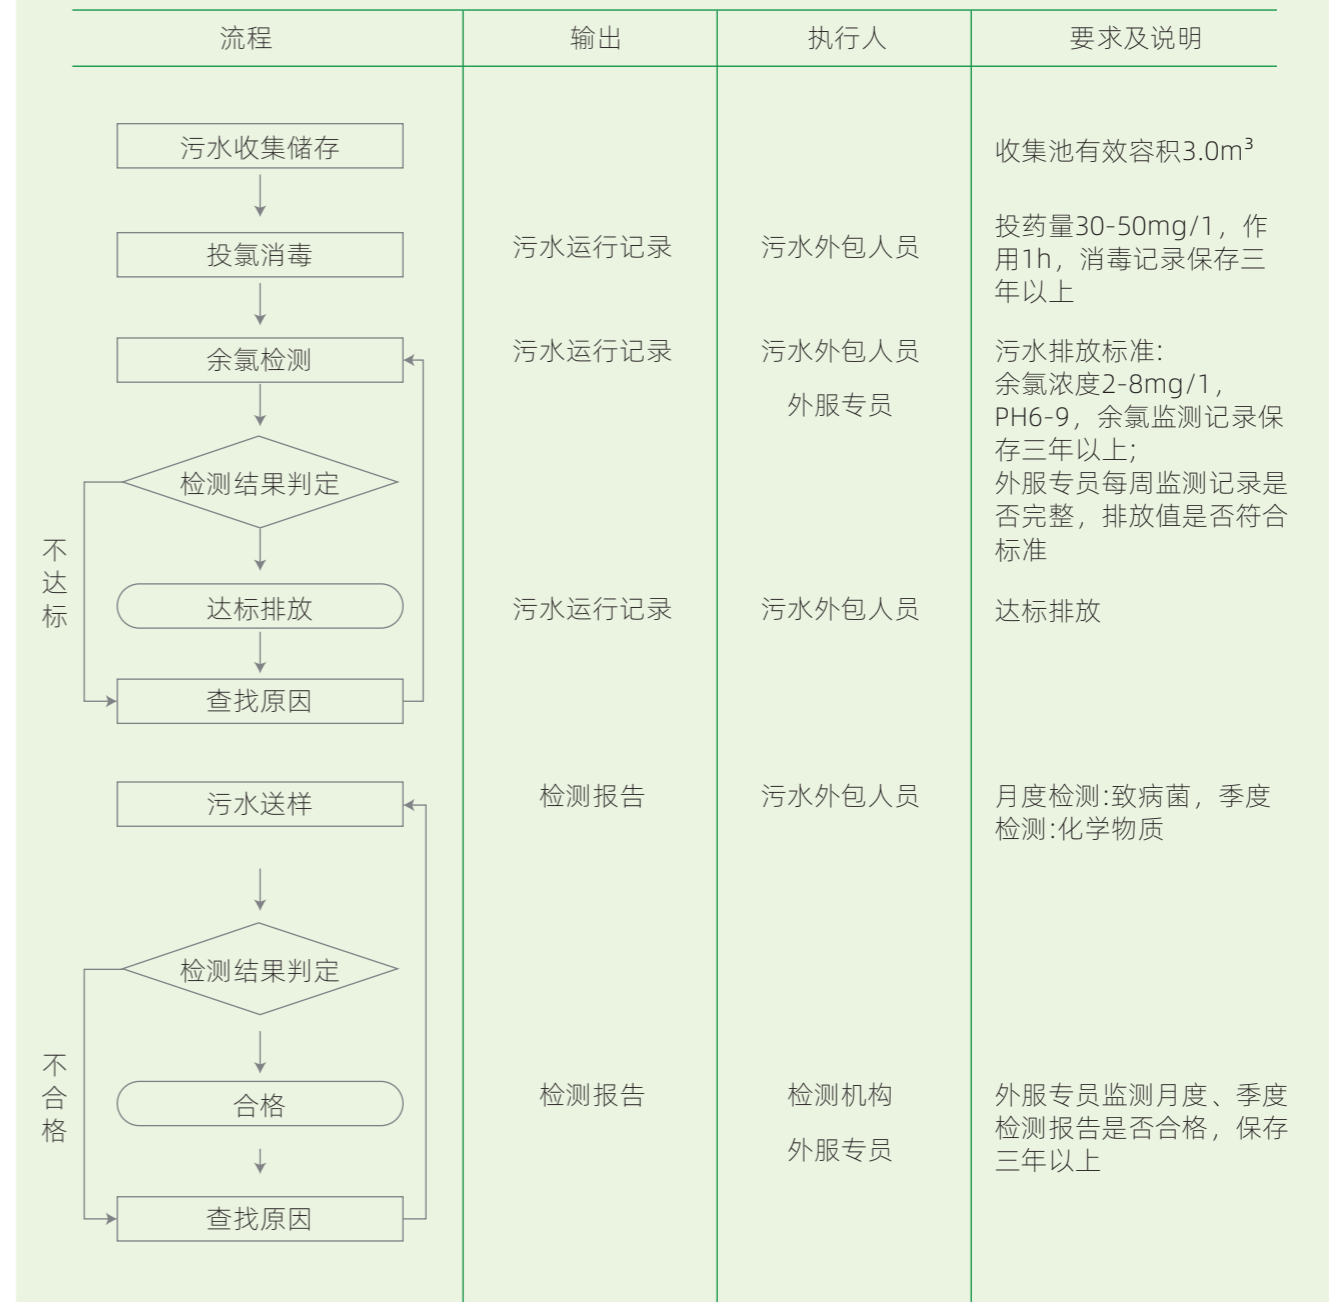 流程 输出 执行人 要求及说明
污水收集储存
收集池有效容积3.0m³
投氯消毒 污水运行记录 污水外包人员
投药量30-50mg/1，作
用1h，消毒记录保存三
年以上
余氯检测 污水运行记录 污水外包人员
外服专员
污水排放标准:
余氯浓度2-8mg/1，
PH6-9，余氯监测记录保
存三年以上;
外服专员每周监测记录是
否完整，排放值是否符合
标准
检测结果判定
不达标
达标排放 污水运行记录 污水外包人员 达标排放
查找原因
污水送样 检测报告 污水外包人员
月度检测:致病菌，季度
检测:化学物质
检测结果判定
不合格
合格 检测报告 检测机构
外服专员
外服专员监测月度、季度
检测报告是否合格，保存
三年以上
查找原因